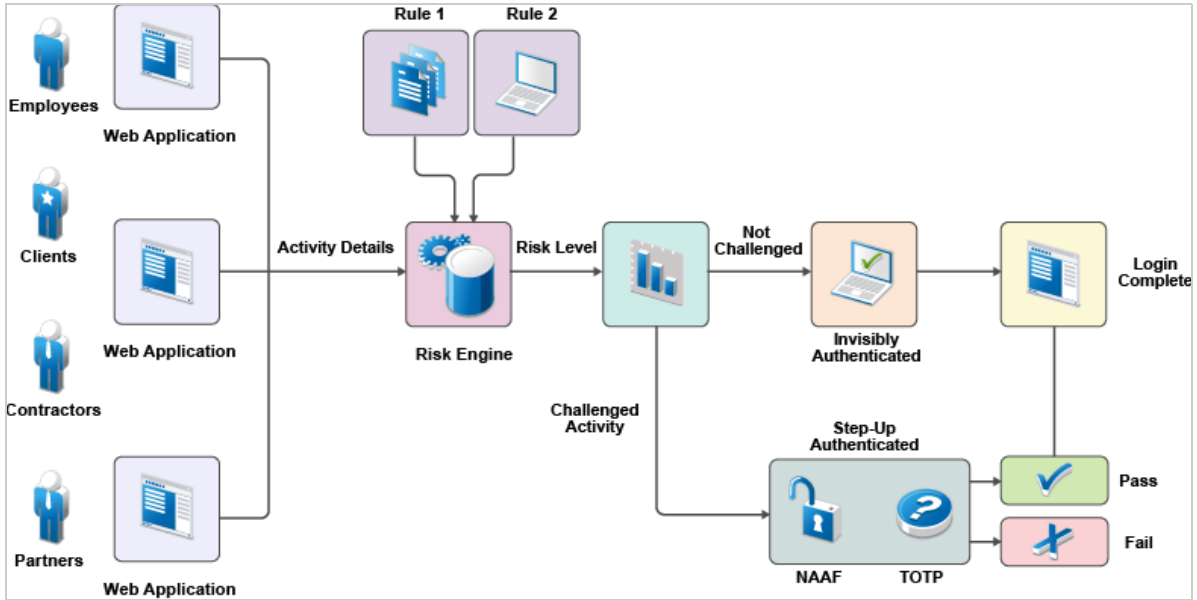 Rule 1
Rule 2
Employees
Web Application
Clients
Web Application
Contractors
Partners
Web Application
Activity Details
Risk Engine
Risk Level
Not
Challenged
Invisibly
Authenticated
Login
Complete
Challenged
Activity
Step-Up
Authenticated
NAAF
TOTP
Pass
Fail